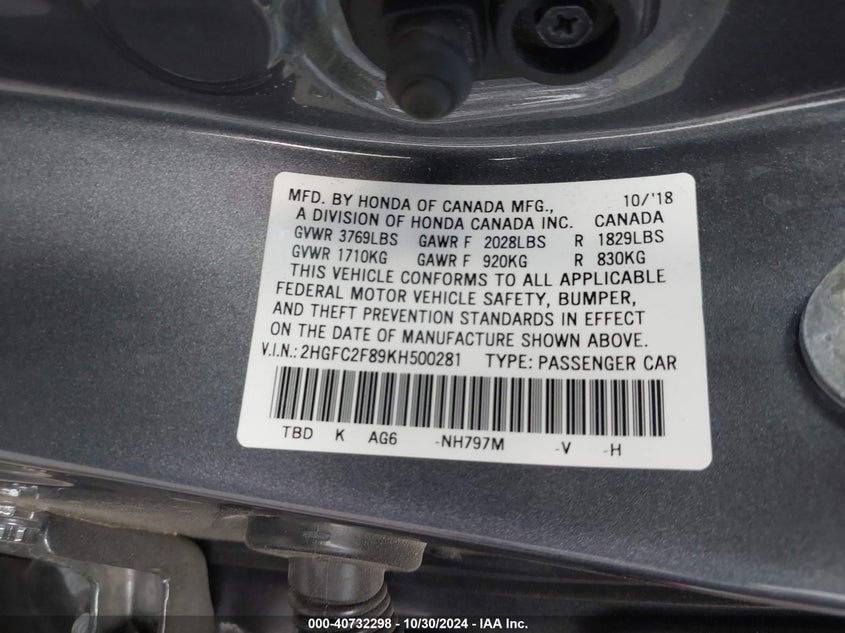 MFD. BY HONDA OF CANADA MFG., 10/'18
A DIVISION OF HONDA CANADA INC. CANADA
GVWR 3769LBS GAWR F 2028LBS R 1829LBS
GVWR 1710KG GAWR F 920KG R 830KG
THIS VEHICLE CONFORMS TO ALL APPLICABLE
FEDERAL MOTOR VEHICLE SAFETY, BUMPER,
AND THEFT PREVENTION STANDARDS IN EFFECT
ON THE DATE OF MANUFACTURE SHOWN ABOVE.
V.I.N.: 2HGFC2F89KH500281 TYPE: PASSENGER CAR
TBD K AG6 -NH797M -V -H
000-40732298 - 10/30/2024 - IAA Inc.